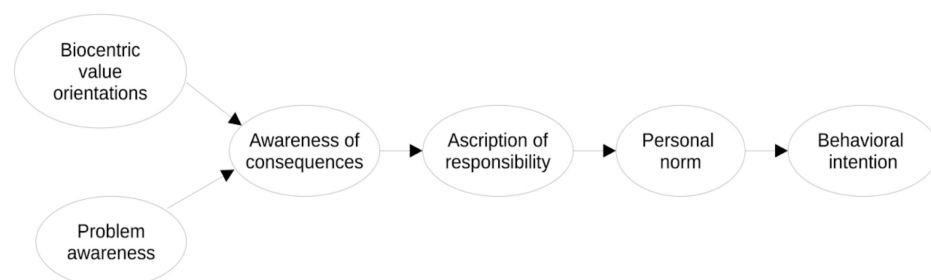 Biocentric
value
orientations
Awareness of
consequences
Ascription of
responsibility
Personal
norm
Behavioral
intention
Problem
awareness